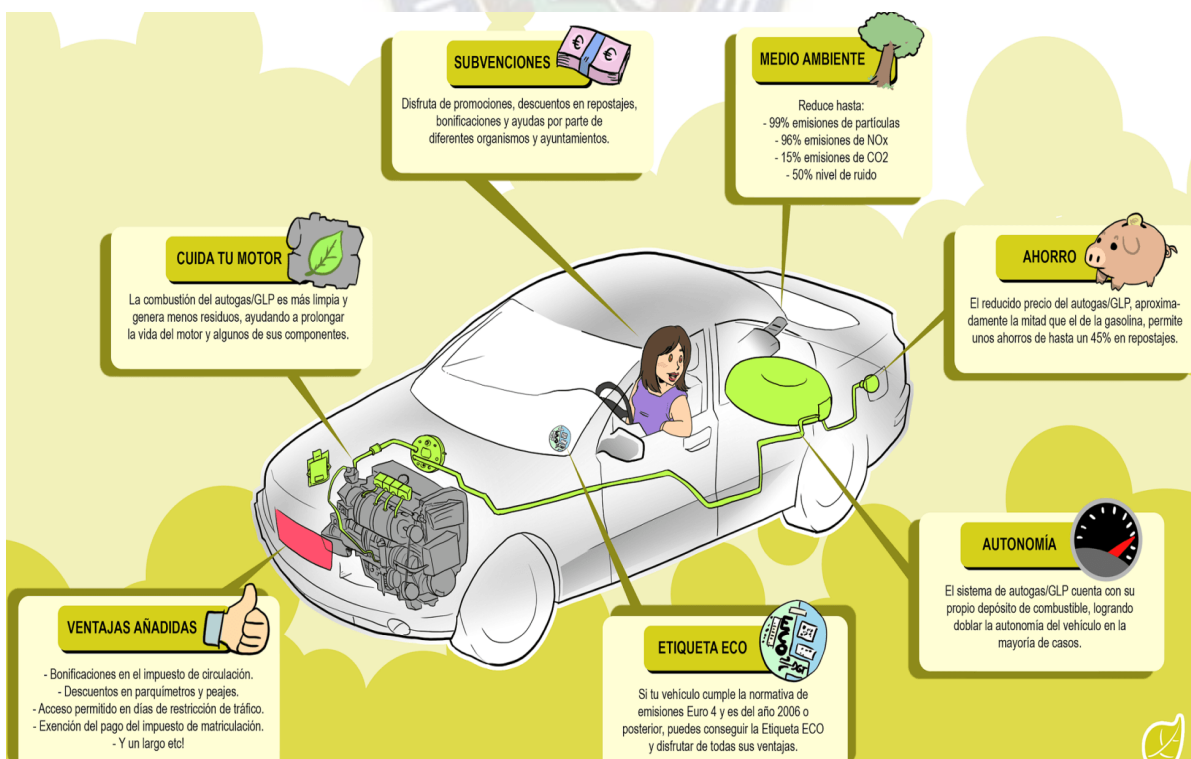 SUBVENCIONES
Disfruta de promociones, descuentos en repostajes,
bonificaciones y ayudas por parte de
diferentes organismos y ayuntamientos.
MEDIO AMBIENTE
Reduce hasta:
- 99% emisiones de partículas
- 96% emisiones de NOx
- 15% emisiones de CO2
- 50% nivel de ruido
CUIDA TU MOTOR
La combustión del autogas/GLP es más limpia y
genera menos residuos, ayudando a prolongar
la vida del motor y algunos de sus componentes.
AHORRO
El reducido precio del autogas/GLP, aproxima-
damente la mitad que el de la gasolina, permite
unos ahorros de hasta un 45% en repostajes.
AUTONOMÍA
El sistema de autogas/GLP cuenta con su
propio depósito de combustible, logrando
doblar la autonomía del vehículo en la
mayoría de casos.
VENTAJAS AÑADIDAS
- Bonificaciones en el impuesto de circulación.
- Descuentos en parquímetros y peajes.
- Acceso permitido en días de restricción de tráfico.
- Exención del pago del impuesto de matriculación.
- Y un largo etc!
ETIQUETA ECO
ECO
Si tu vehículo cumple la normativa de
emisiones Euro 4 y es del año 2006 o
posterior, puedes conseguir la Etiqueta ECO
y disfrutar de todas sus ventajas.